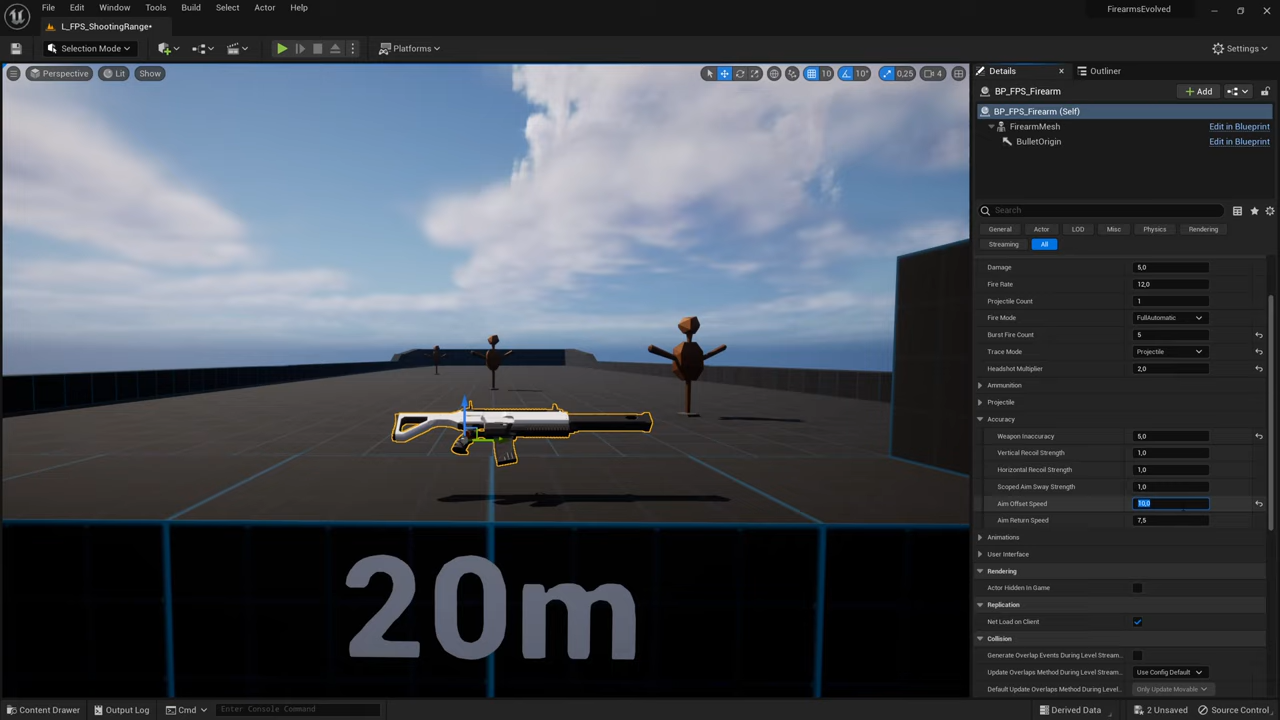 File Edit Window Tools Build Select Actor Help
FirearmsEvolved
L_FPS_ShootingRange*
Selection Mode
Platforms
Settings
Perspective Lit Show
10 10° 0,25 4
Details
Outliner
BP_FPS_Firearm
Add
BP_FPS_Firearm (Self)
FirearmMesh Edit in Blueprint
BulletOrigin Edit in Blueprint
Search
General Actor LOD Misc Physics Rendering
Streaming All
Damage 5,0
Fire Rate 12,0
Projectile Count 1
Fire Mode FullAutomatic
Burst Fire Count 5
Trace Mode Projectile
Headshot Multiplier 2,0
Ammunition
Projectile
Accuracy
Weapon Inaccuracy 5,0
Vertical Recoil Strength 1,0
Horizontal Recoil Strength 1,0
Scoped Aim Sway Strength 1,0
Aim Offset Speed 10,0
Aim Return Speed 7,5
Animations
User Interface
Rendering
Actor Hidden In Game
Replication
Net Load on Client
Collision
Generate Overlap Events During Level Stream..
Update Overlaps Method During Level Stream.. Use Config Default
Default Update Overlaps Method During Level.. Only Update Movable
20m
Content Drawer Output Log Cmd Enter Console Command
Derived Data 2 Unsaved Source Control